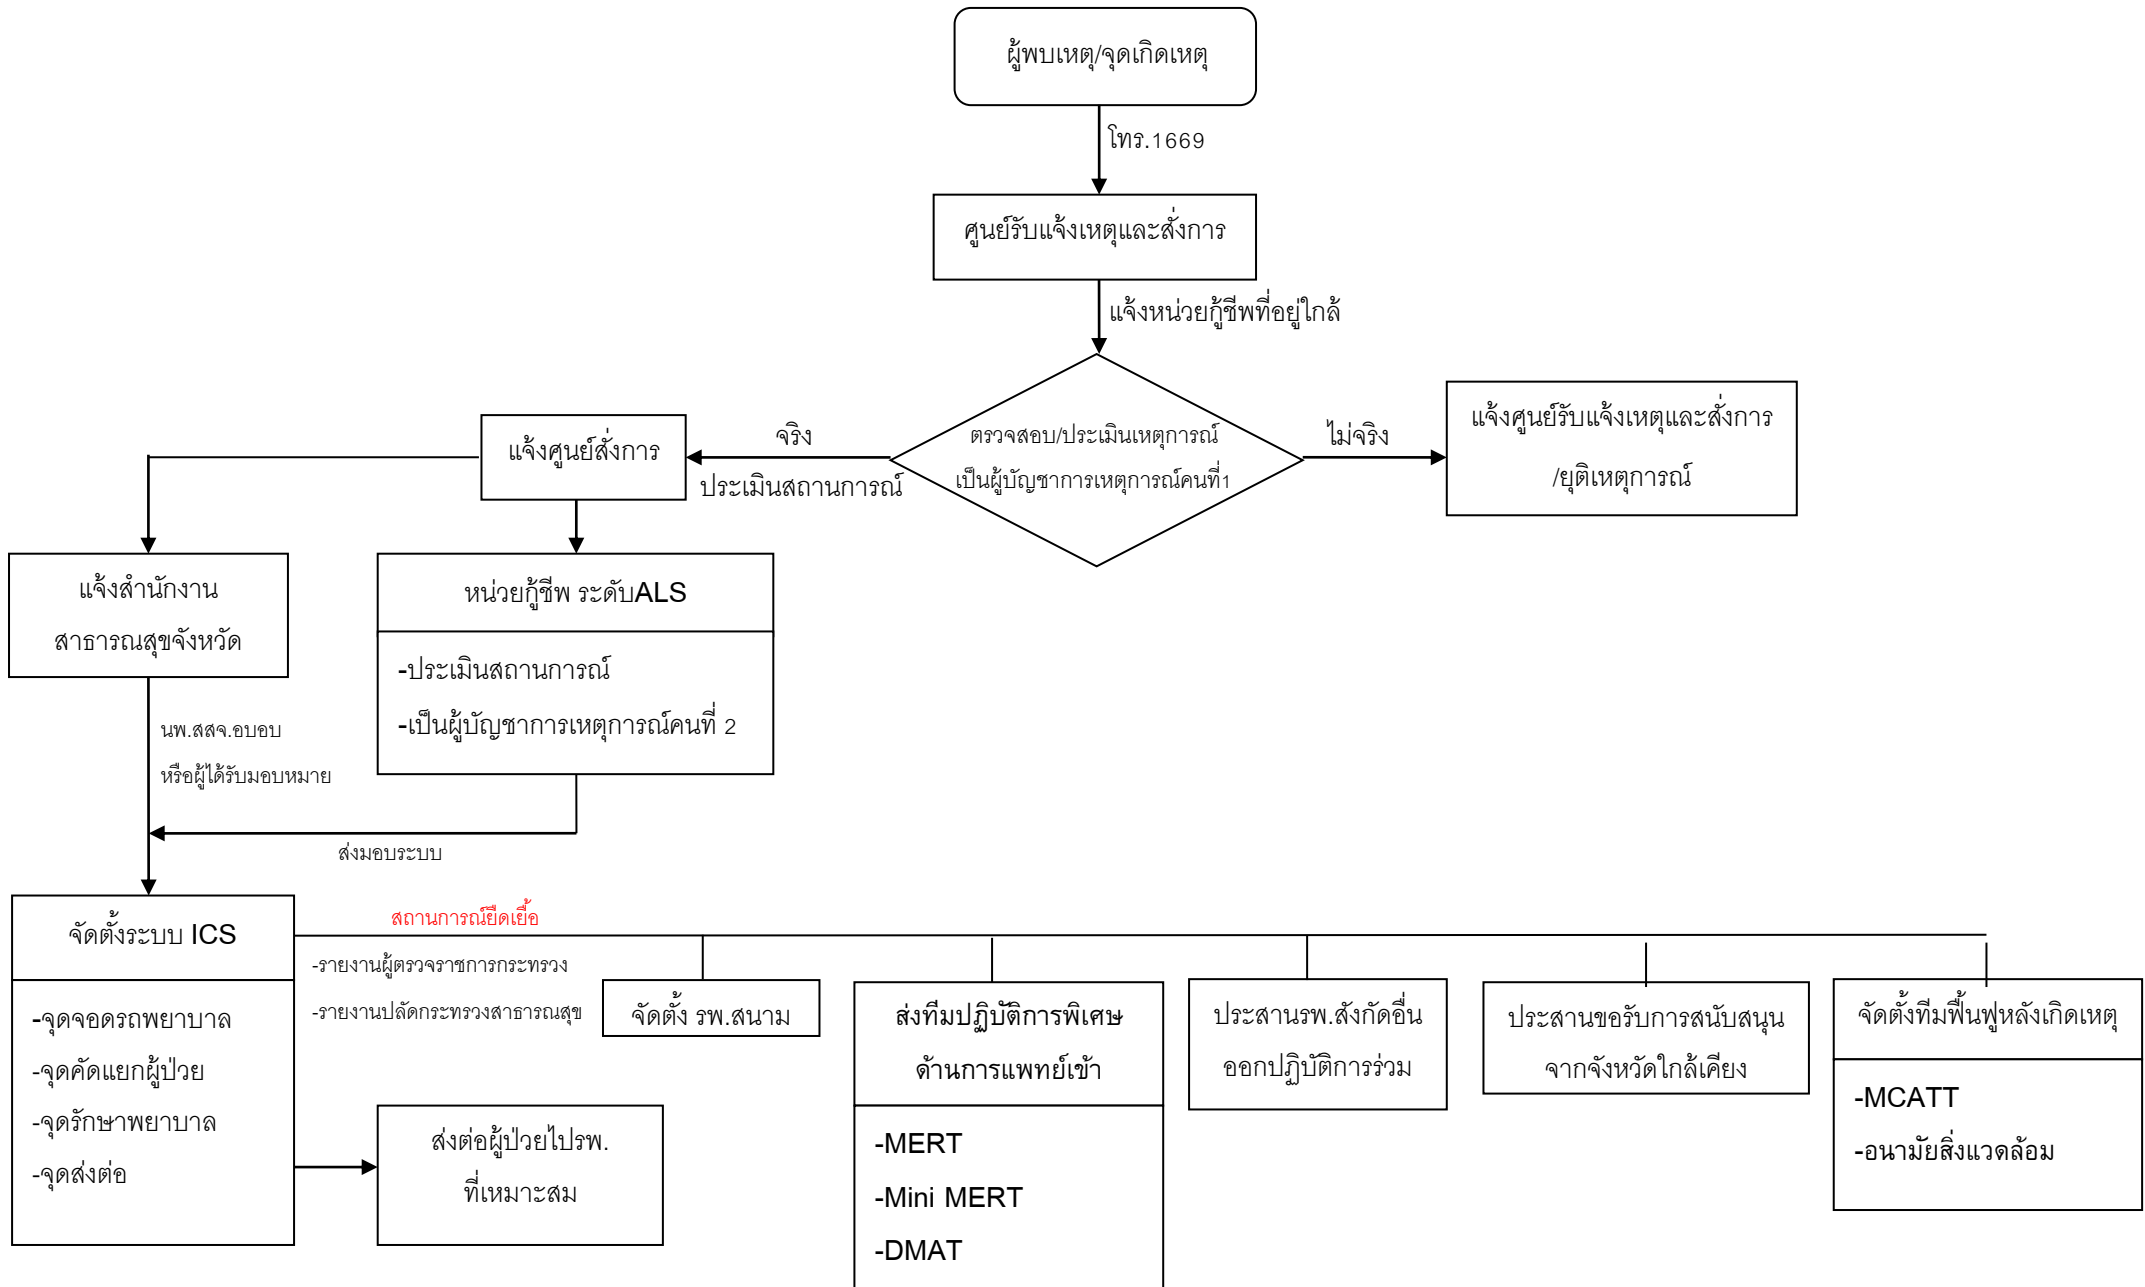 ผู้พบเหตุ/จุดเกิดเหตุ
โทร.1669
ศูนย์รับแจ้งเหตุและสั่งการ
แจ้งหน่วยกู้ชีพที่อยู่ใกล้
ตรวจสอบ/ประเมินเหตุการณ์
เป็นผู้บัญชาการเหตุการณ์คนที่1
ไม่จริง
แจ้งศูนย์รับแจ้งเหตุและสั่งการ
/ยุติเหตุการณ์
จริง
ประเมินสถานการณ์
แจ้งศูนย์สั่งการ
แจ้งสำนักงาน
สาธารณสุขจังหวัด
หน่วยกู้ชีพ ระดับALS
-ประเมินสถานการณ์
-เป็นผู้บัญชาการเหตุการณ์คนที่ 2
นพ.สสจ.อบอบ
หรือผู้ได้รับมอบหมาย
ส่งมอบระบบ
จัดตั้งระบบ ICS
-จุดจอดรถพยาบาล
-จุดคัดแยกผู้ป่วย
-จุดรักษาพยาบาล
-จุดส่งต่อ
สถานการณ์ยืดเยื้อ
-รายงานผู้ตรวจราชการกระทรวง
-รายงานปลัดกระทรวงสาธารณสุข
ส่งต่อผู้ป่วยไปรพ.
ที่เหมาะสม
จัดตั้ง รพ.สนาม
ส่งทีมปฏิบัติการพิเศษ
ด้านการแพทย์เข้า
-MERT
-Mini MERT
-DMAT
ประสานรพ.สังกัดอื่น
ออกปฏิบัติการร่วม
ประสานขอรับการสนับสนุน
จากจังหวัดใกล้เคียง
จัดตั้งทีมฟื้นฟูหลังเกิดเหตุ
-MCATT
-อนามัยสิ่งแวดล้อม